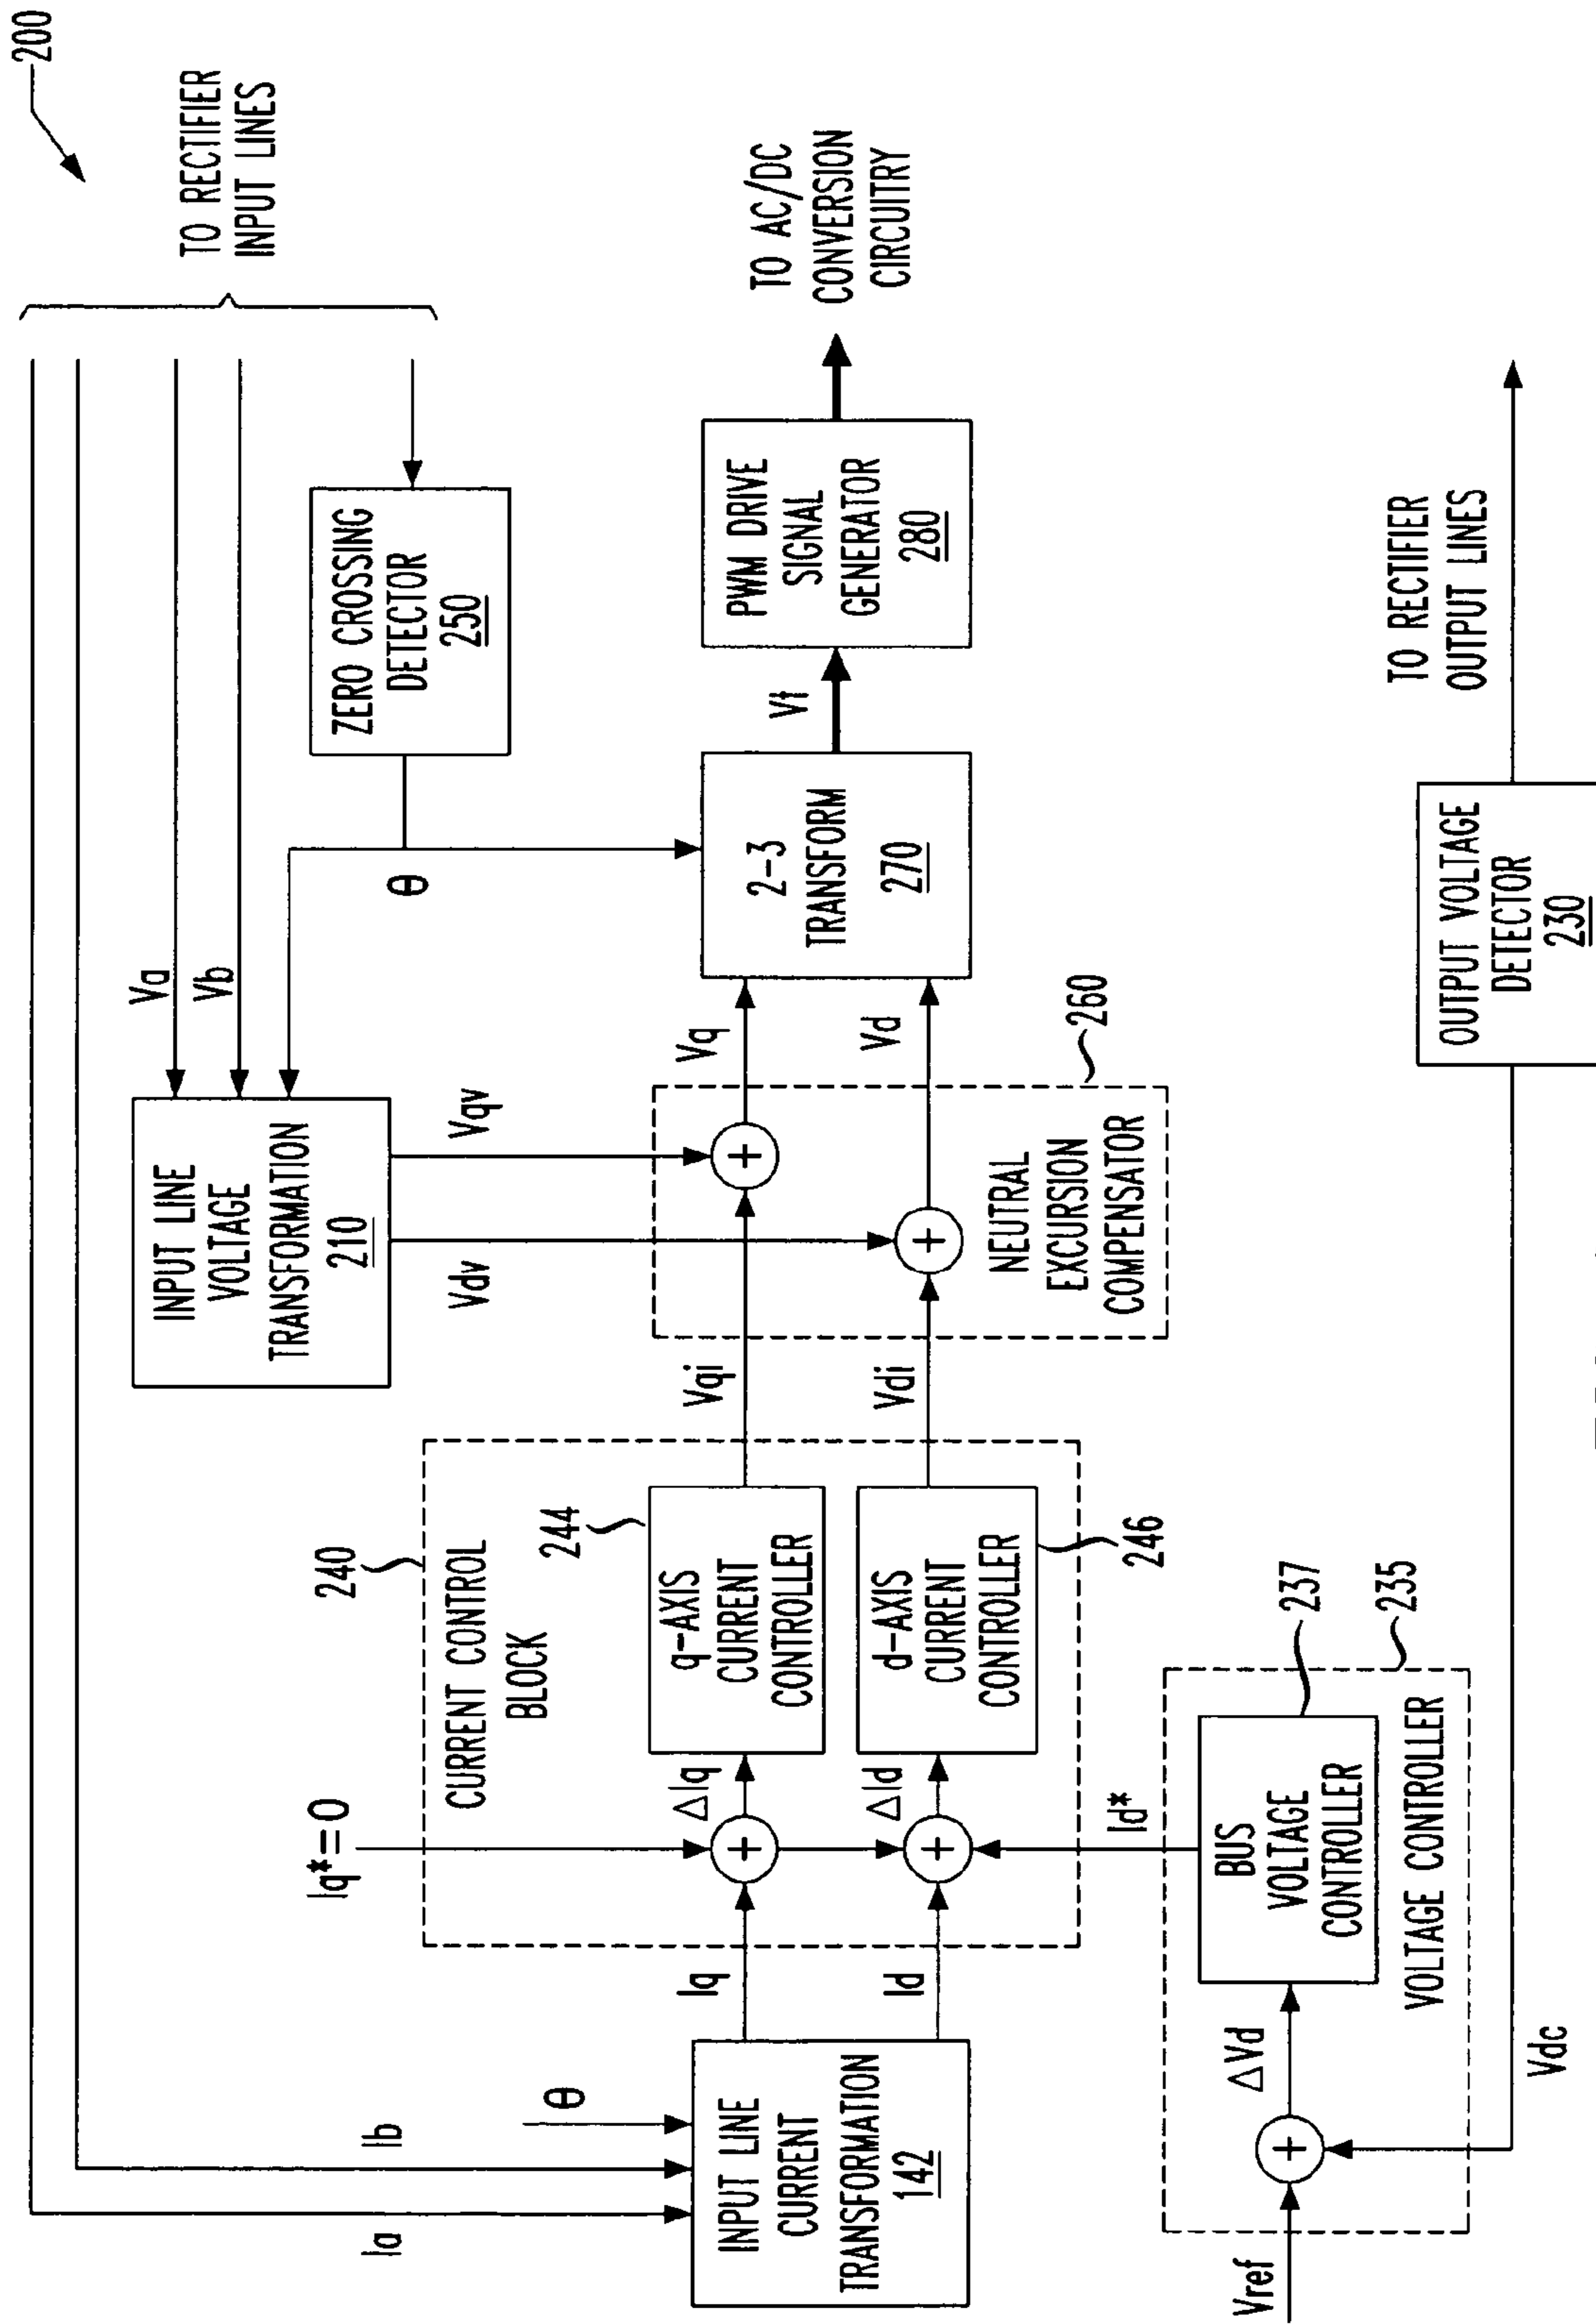 200
TO RECTIFIER
INPUT LINES
Ia
Ib
Va
Vb
θ
INPUT LINE
VOLTAGE
TRANSFORMATION
210
ZERO CROSSING
DETECTOR
250
θ
Vdv
Vqv
Iq*=0
240
CURRENT CONTROL
BLOCK
244
INPUT LINE
CURRENT
TRANSFORMATION
142
Iq
Id
+
+
ΔIq
ΔId
q-AXIS
CURRENT
CONTROLLER
d-AXIS
CURRENT
CONTROLLER
246
Vqi
Vdi
+
+
NEUTRAL
EXCURSION
COMPENSATOR
260
Vq
Vd
2-3
TRANSFORM
270
Vt
PWM DRIVE
SIGNAL
GENERATOR
280
TO AC/DC
CONVERSION
CIRCUITRY
Id*
Vref
+
ΔVd
BUS
VOLTAGE
CONTROLLER
237
235
VOLTAGE CONTROLLER
Vdc
OUTPUT VOLTAGE
DETECTOR
230
TO RECTIFIER
OUTPUT LINES